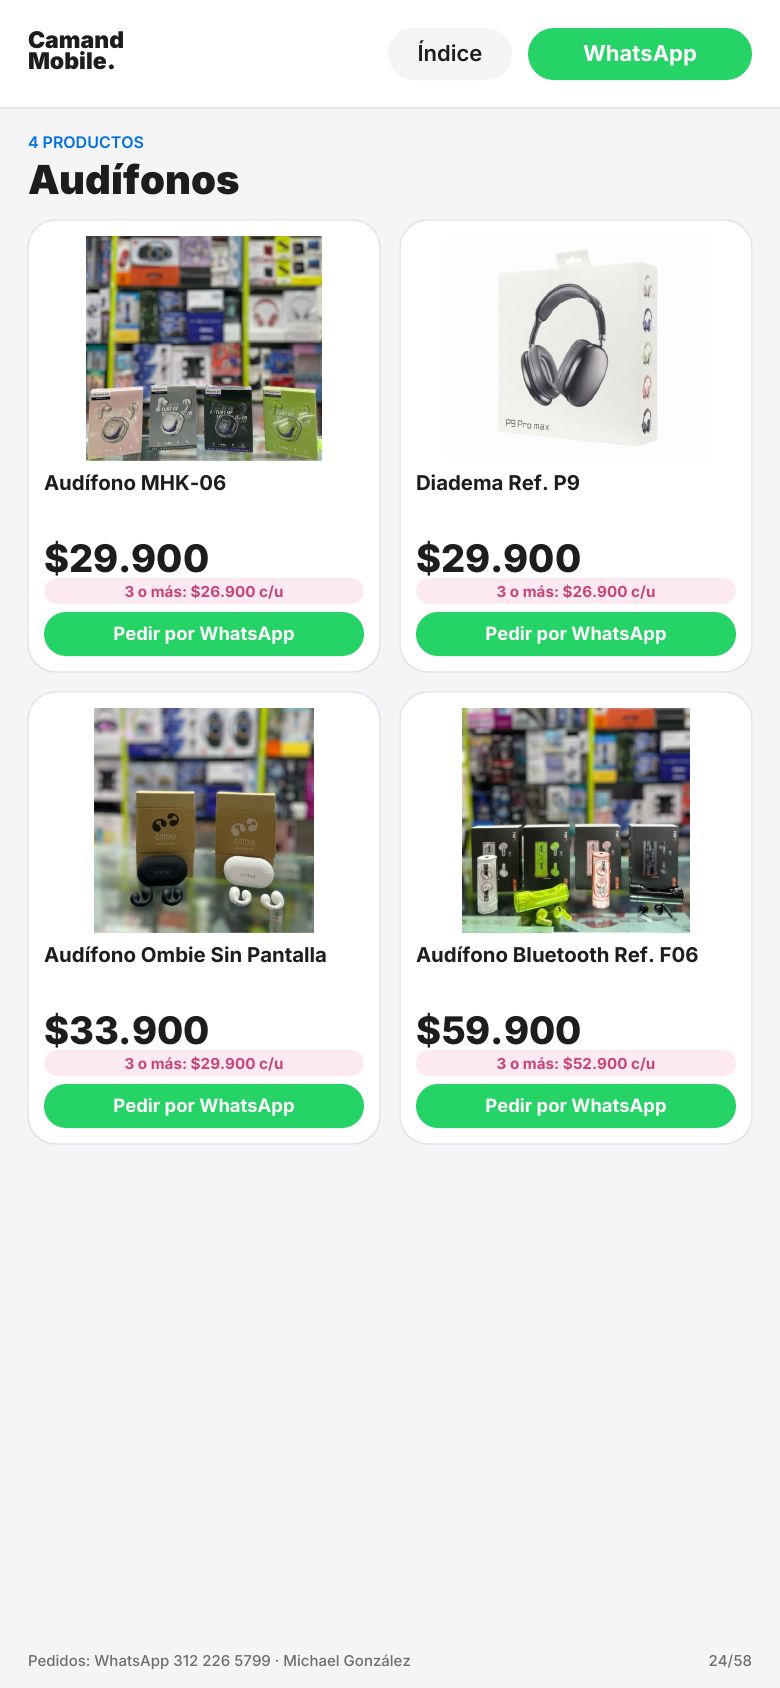 Camand
Mobile.
Índice
WhatsApp
4 PRODUCTOS
Audífonos
P9 Pro max
Audífono MHK-06
Diadema Ref. P9
$29.900
$29.900
3 o más: $26.900 c/u
3 o más: $26.900 c/u
Pedir por WhatsApp
Pedir por WhatsApp
ombie
ombie
Audífono Ombie Sin Pantalla
Audífono Bluetooth Ref. F06
$33.900
$59.900
3 o más: $29.900 c/u
3 o más: $52.900 c/u
Pedir por WhatsApp
Pedir por WhatsApp
Pedidos: WhatsApp 312 226 5799 · Michael González
24/58